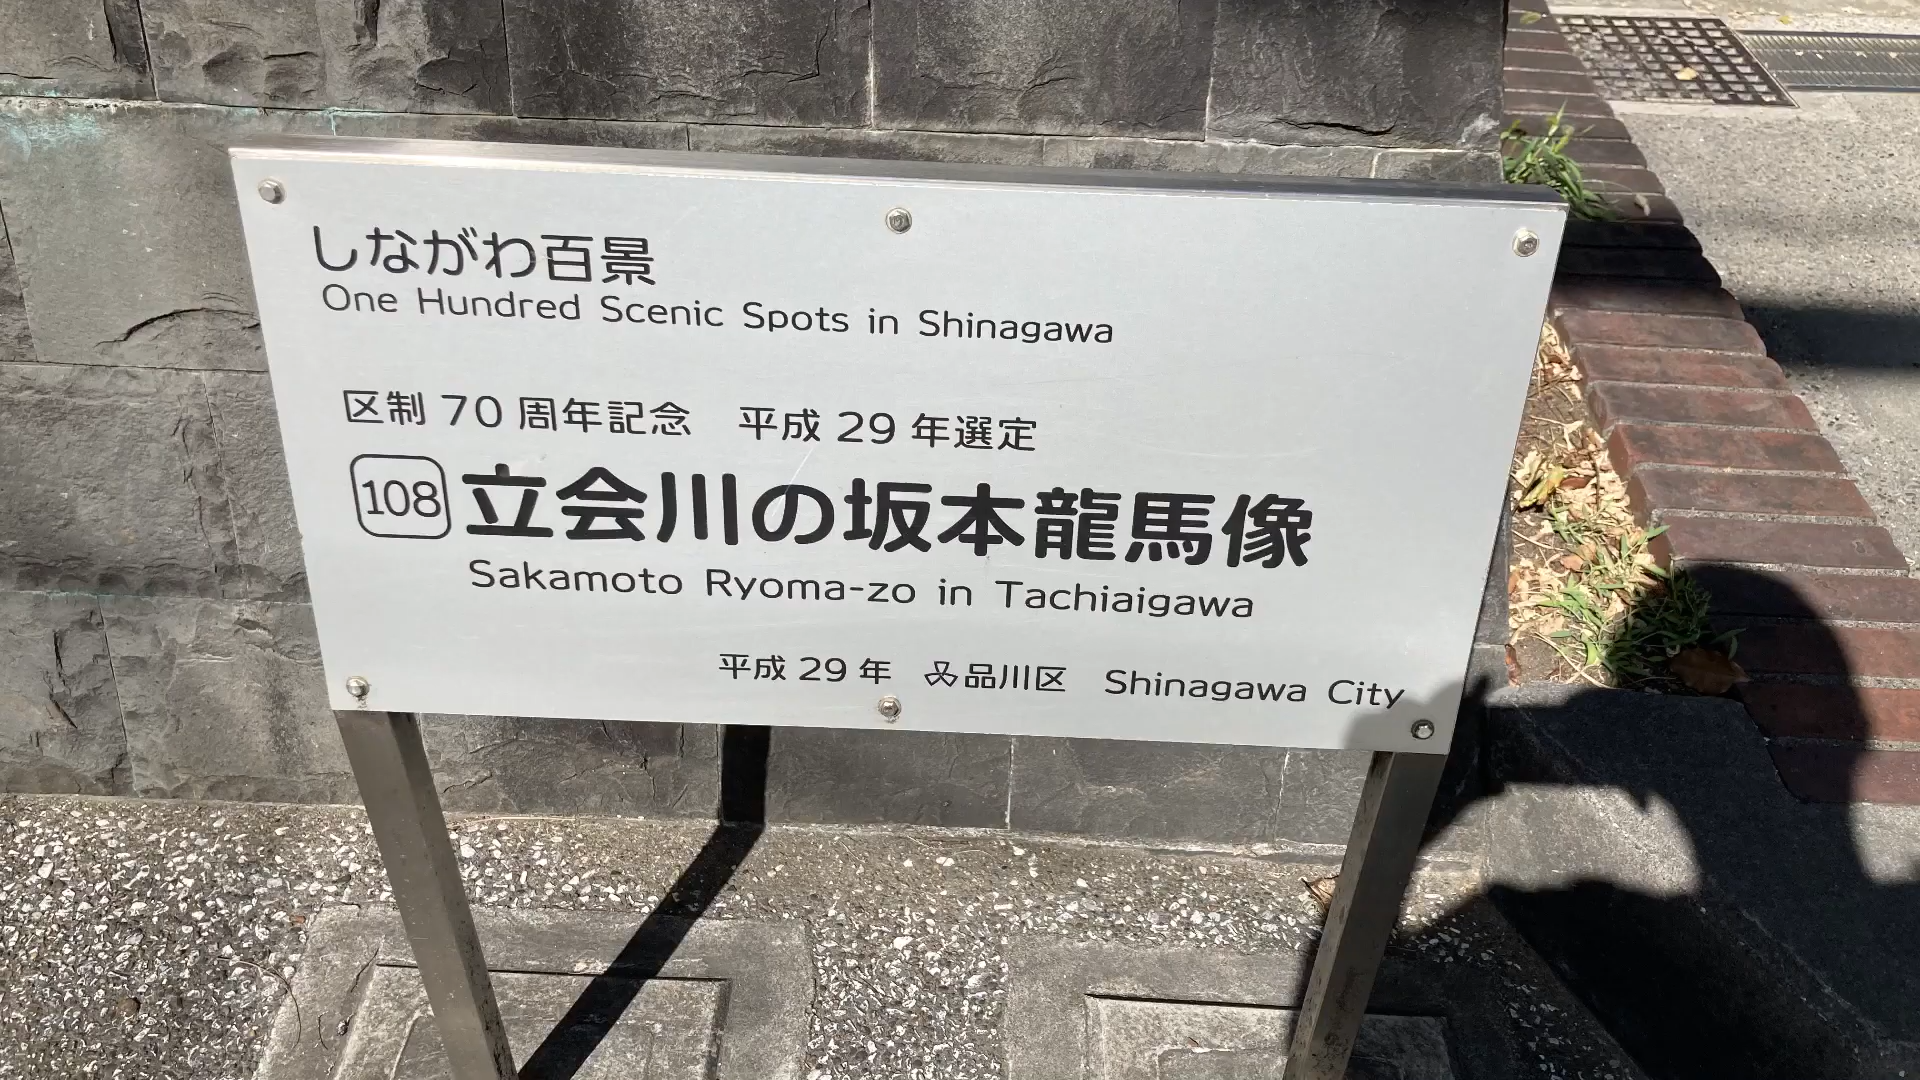 しながわ百景
One Hundred Scenic Spots in Shinagawa
区制 70 周年記念　平成 29 年選定
108 立会川の坂本龍馬像
Sakamoto Ryoma-zo in Tachiaigawa
平成 29 年　品川区　Shinagawa City